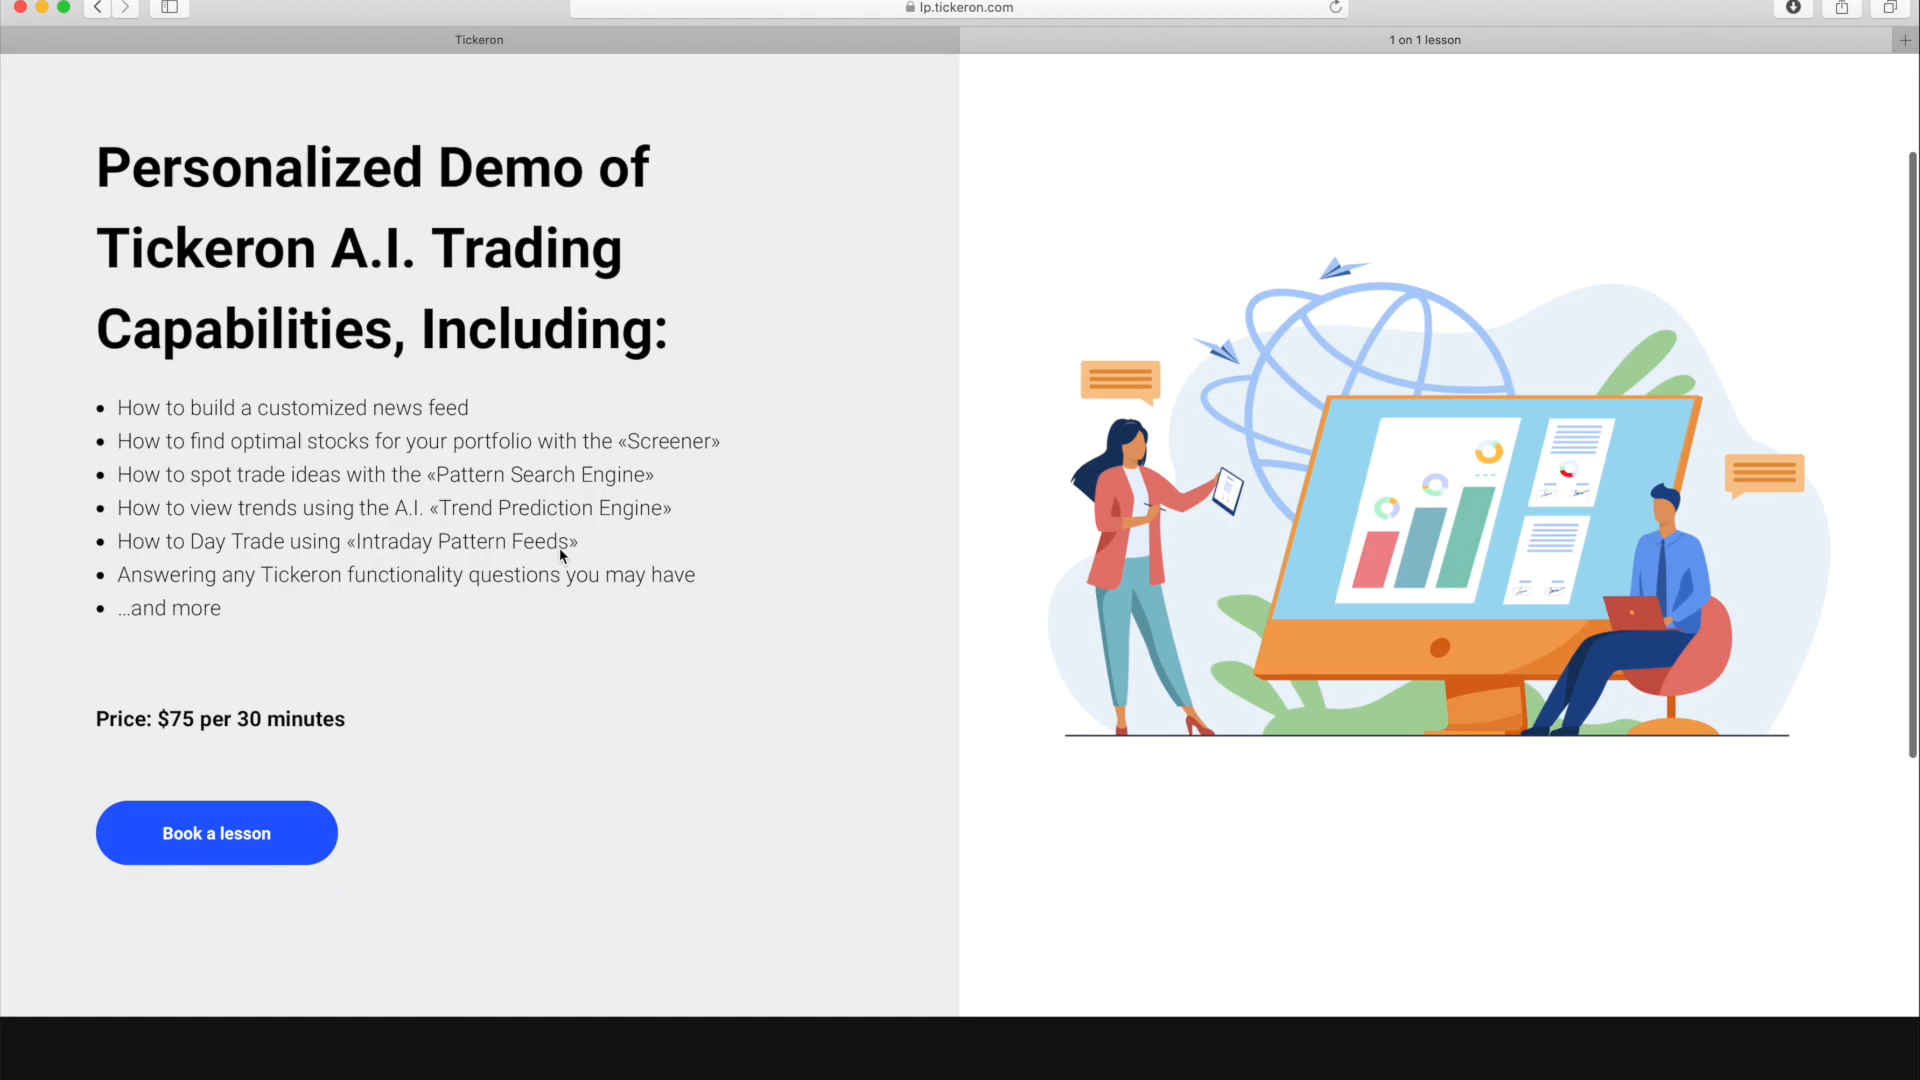 lp.tickeron.com
Tickeron
1 on 1 lesson
Personalized Demo of
Tickeron A.I. Trading
Capabilities, Including:
How to build a customized news feed
How to find optimal stocks for your portfolio with the «Screener»
How to spot trade ideas with the «Pattern Search Engine»
How to view trends using the A.I. «Trend Prediction Engine»
How to Day Trade using «Intraday Pattern Feeds»
Answering any Tickeron functionality questions you may have
...and more
Price: $75 per 30 minutes
Book a lesson